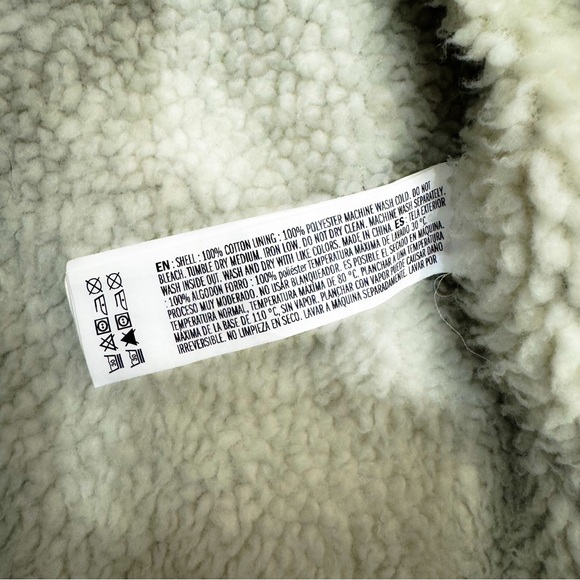 EN : SHELL : 100% COTTON LINING : 100% POLYESTER MACHINE WASH COLD. DO NOT
BLEACH. TUMBLE DRY MEDIUM. IRON LOW. DO NOT DRY CLEAN. MACHINE WASH SEPARATELY.
WASH INSIDE OUT. WASH AND DRY WITH LIKE COLORS. MADE IN CHINA. ES : TELA EXTERIOR
: 100% ALGODÓN FORRO : 100% poliéster TEMPERATURA MÁXIMA DE LAVADO 30 °C
PROCESO MUY MODERADO. NO USAR BLANQUEADOR. ES POSIBLE EL SECADO EN MÁQUINA.
TEMPERATURA NORMAL, TEMPERATURA MÁXIMA DE 80 °C. PLANCHAR A UNA TEMPERATURA
MÁXIMA DE LA BASE DE 110 °C, SIN VAPOR. PLANCHAR CON VAPOR PUEDE CAUSAR DAÑO
IRREVERSIBLE. NO LIMPIEZA EN SECO. LAVAR A MÁQUINA SEPARADAMENTE. LAVAR POR